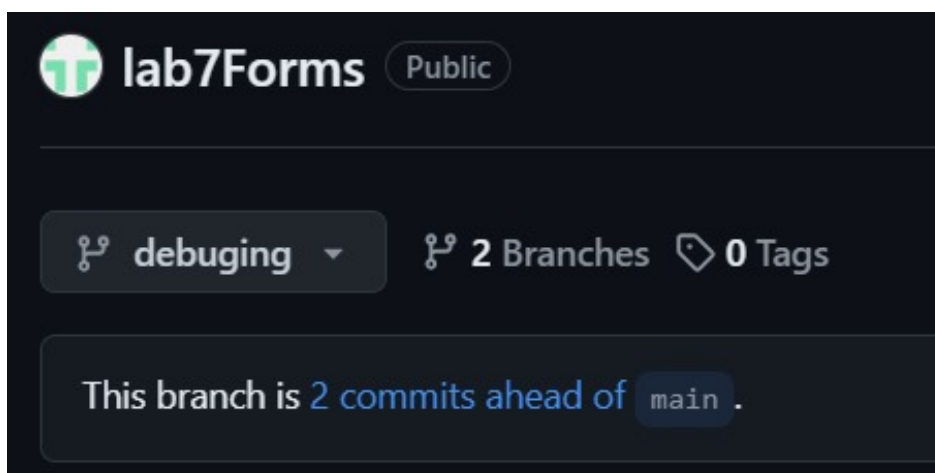 lab7Forms Public
debuging 2 Branches 0 Tags
This branch is 2 commits ahead of main .